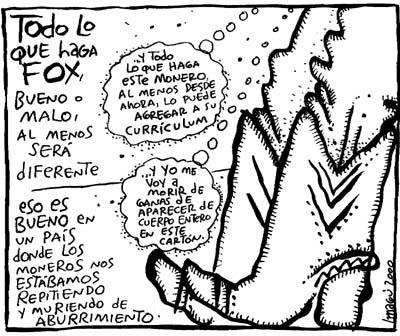 TODO LO
QUE haga
FOX,
BUENO O
MALO,
AL MENOS
SERÁ
diFERENTE
eso es
BUENO en
UN PAÍS
donde LOS
MONEROS NOS
ESTÁBAMOS
REPITIENDO
y MURIENDO de
ABURRIMIENTO.
...y TODO
LO QUE HAGA
este MONERO,
AL MENOS DESDE
AHORA, LO PUEDE
AGREGAR A SU
CURRÍCULUM
...y YO ME
VOY a
MORIR DE
GANAS DE
APARECER DE
CUERPO ENTERO
EN ESTE
CARTÓN.
MAGÚ 2000